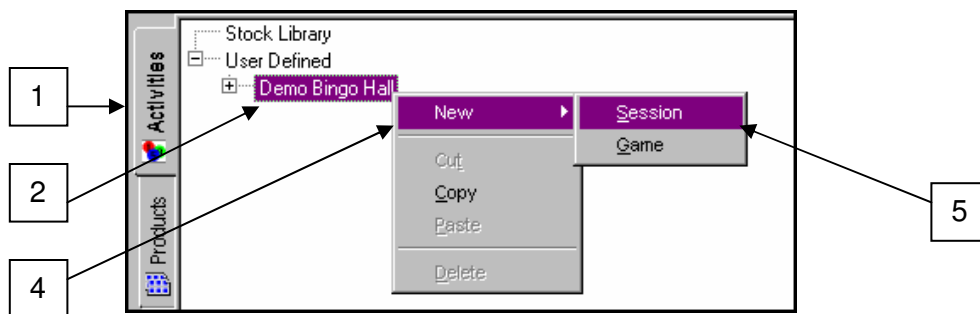 Stock Library
User Defined
Demo Bingo Hall
1
Activities
New
Session
Game
Cut
Copy
Paste
Delete
2
Products
4
5